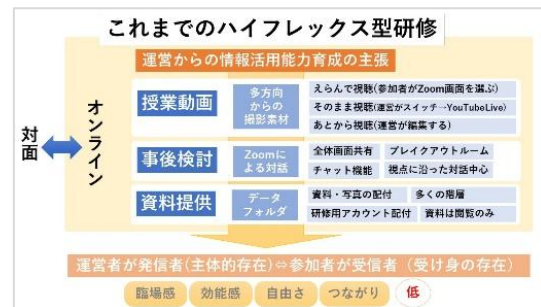 これまでのハイフレックス型研修
運営からの情報活用能力育成の主張
対面
オンライン
授業動画
多方向
からの
撮影素材
えらんで視聴(参加者がZoom画面を選ぶ)
そのまま視聴(運営がスイッチ→YouTubeLive)
あとから視聴(運営が編集する)
事後検討
Zoomに
よる対話
全体画面共有
ブレイクアウトルーム
チャット機能
視点に沿った対話中心
資料提供
データ
フォルダ
資料・写真の配付
多くの階層
研修用アカウント配付
資料は閲覧のみ
運営者が発信者(主体的存在)⇔参加者が受信者（受け身の存在）
臨場感
効能感
自由さ
つながり
低